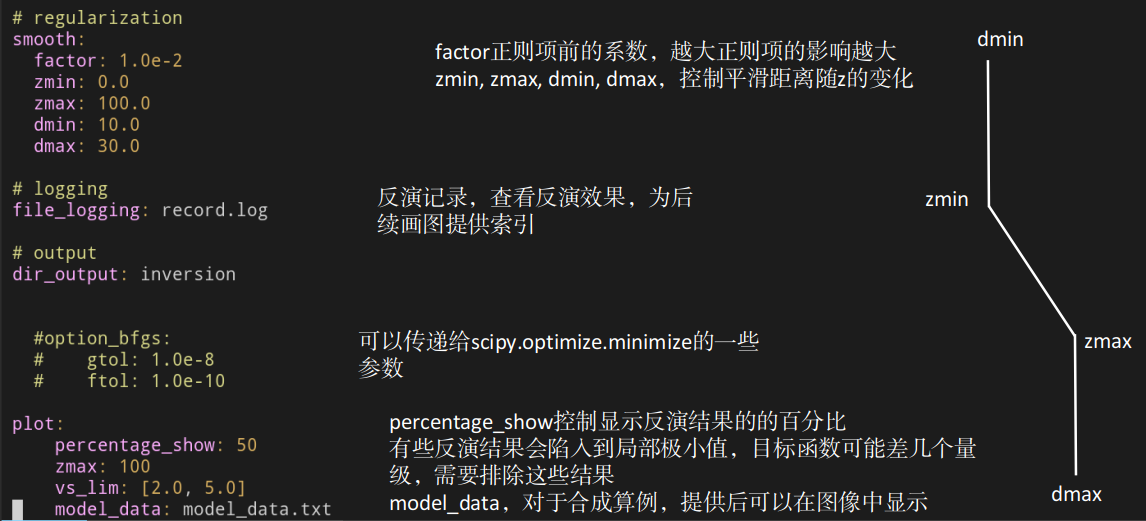 # regularization
smooth:
  factor: 1.0e-2
  zmin: 0.0
  zmax: 100.0
  dmin: 10.0
  dmax: 30.0
factor正则项前的系数，越大正则项的影响越大
zmin, zmax, dmin, dmax，控制平滑距离随z的变化
# logging
file_logging: record.log
反演记录，查看反演效果，为后
续画图提供索引
# output
dir_output: inversion
  #option_bfgs:
  #    gtol: 1.0e-8
  #    ftol: 1.0e-10
可以传递给scipy.optimize.minimize的一些
参数
plot:
    percentage_show: 50
    zmax: 100
    vs_lim: [2.0, 5.0]
    model_data: model_data.txt
percentage_show控制显示反演结果的的百分比
有些反演结果会陷入到局部极小值，目标函数可能差几个量
级，需要排除这些结果
model_data，对于合成算例，提供后可以在图像中显示
dmin
zmin
zmax
dmax